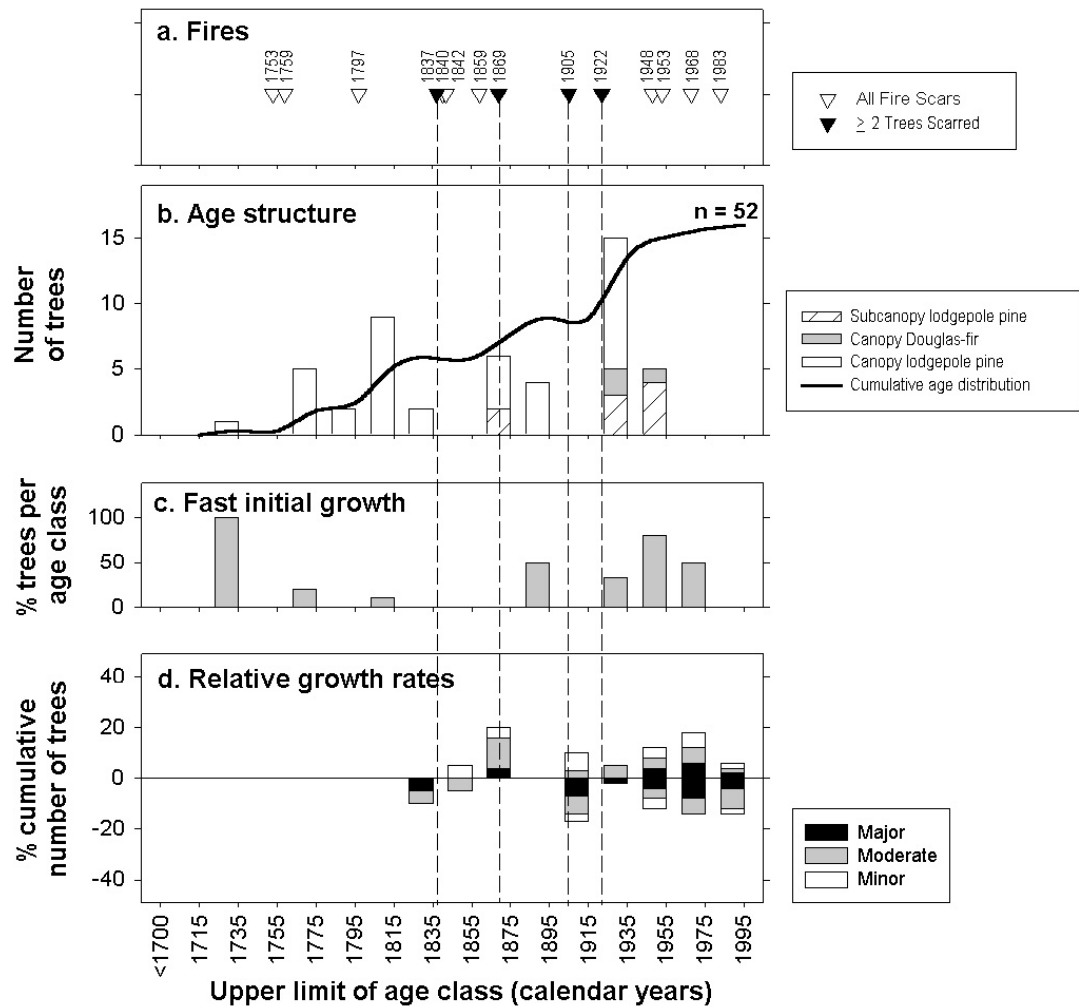 a. Fires
1753
1759
1797
1837
1840
1842
1859
1869
1905
1922
1948
1953
1968
1983
All Fire Scars
≥ 2 Trees Scarred
b. Age structure
n = 52
15
10
5
0
Number
of trees
Subcanopy lodgepole pine
Canopy Douglas-fir
Canopy lodgepole pine
Cumulative age distribution
c. Fast initial growth
100
50
0
% trees per
age class
d. Relative growth rates
40
20
0
-20
-40
% cumulative
number of trees
Major
Moderate
Minor
<1700
1715
1735
1755
1775
1795
1815
1835
1855
1875
1895
1915
1935
1955
1975
1995
Upper limit of age class (calendar years)